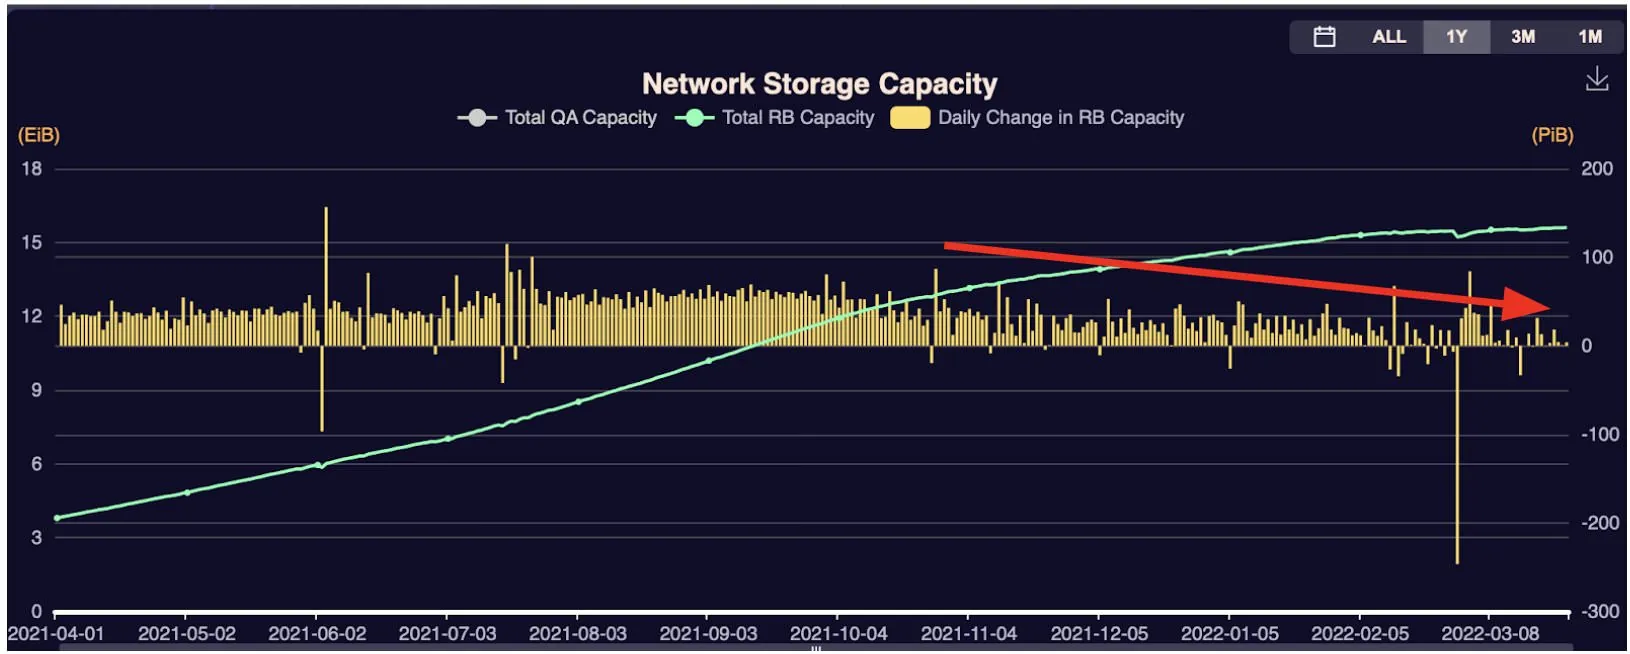 ALL 1Y 3M 1M
Network Storage Capacity
Total QA Capacity Total RB Capacity Daily Change in RB Capacity
(EiB) (PiB)
18 200
15 100
12 0
9 -100
6 -200
3
0 -300
2021-04-01 2021-05-02 2021-06-02 2021-07-03 2021-08-03 2021-09-03 2021-10-04 2021-11-04 2021-12-05 2022-01-05 2022-02-05 2022-03-08